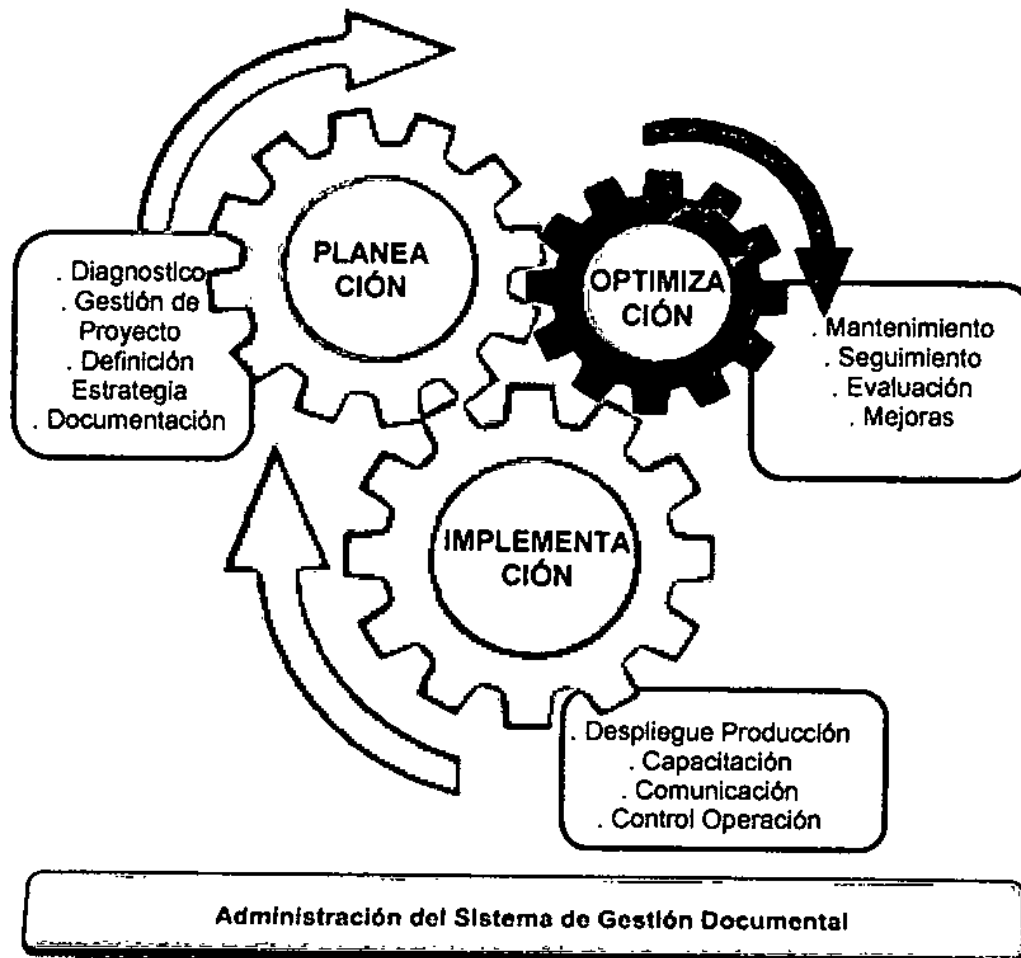 PLANEA
CIÓN
. Diagnostico
. Gestión de
Proyecto
. Definición
Estrategia
. Documentación
OPTIMIZA
CIÓN
. Mantenimiento
. Seguimiento
. Evaluación
. Mejoras
IMPLEMENTA
CIÓN
. Despliegue Producción
. Capacitación
. Comunicación
. Control Operación
Administración del Sistema de Gestión Documental